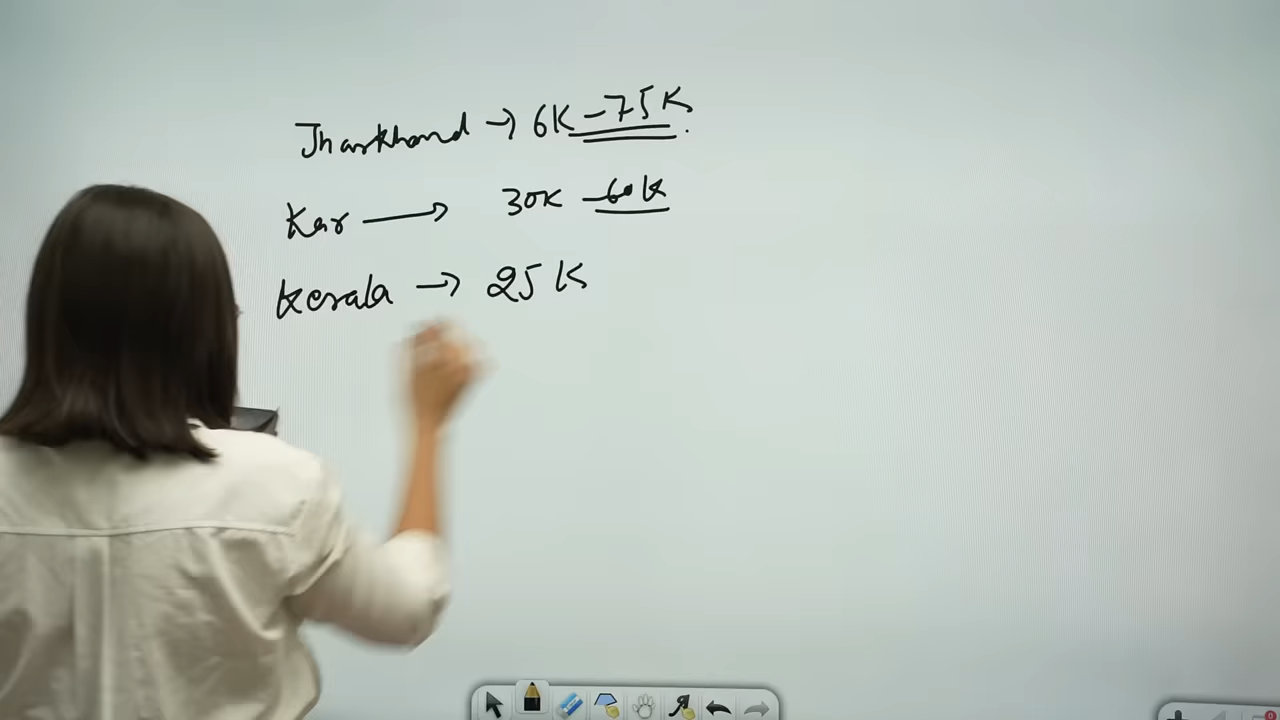 Jharkhand → 6K – 75K.
Kar → 30K – 60K
Kerala → 25K